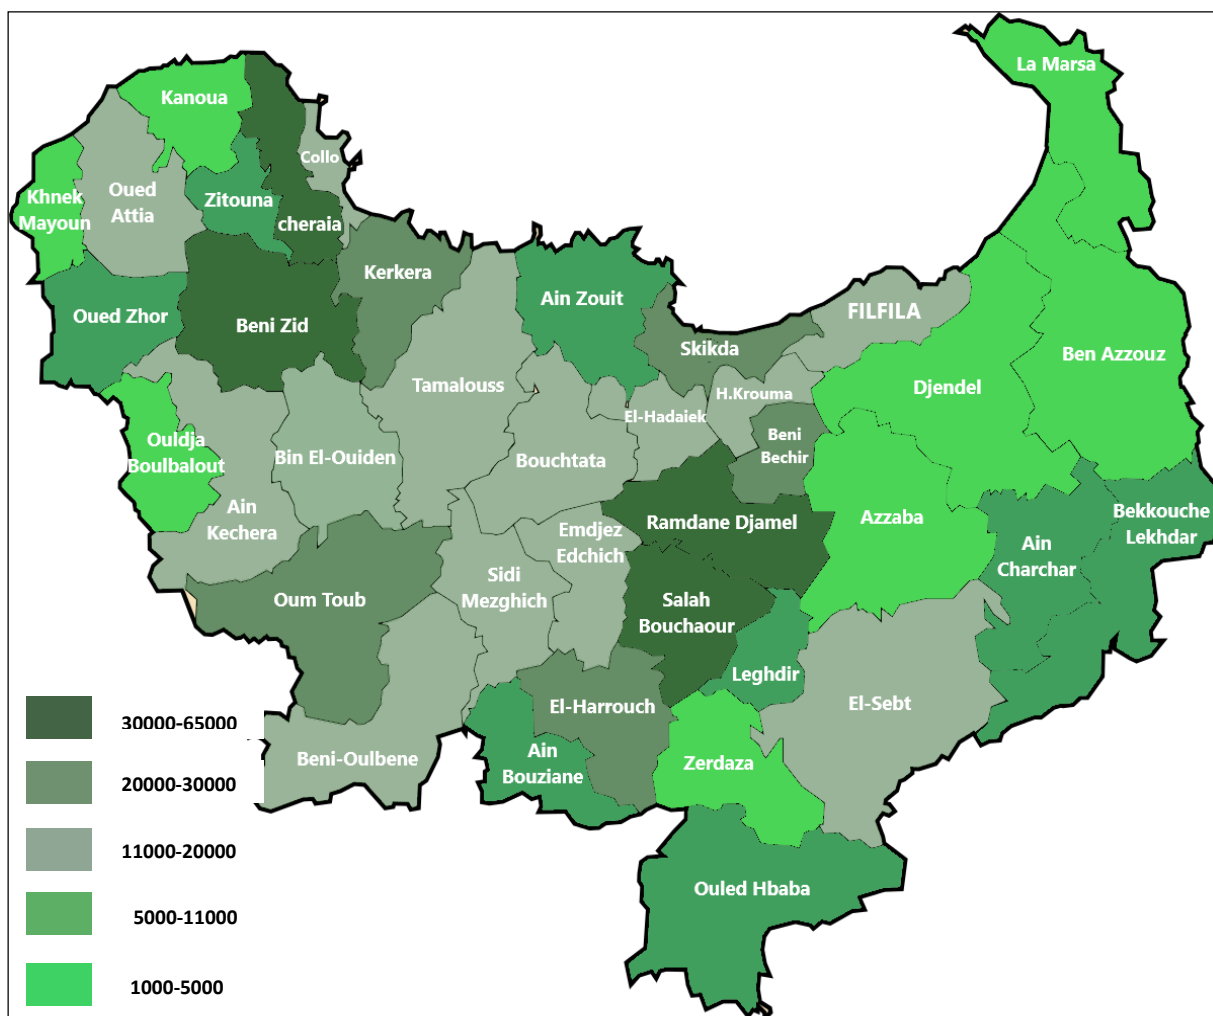 La Marsa
Kanoua
Collo
Khnek
Mayoun
Oued
Attia
Zitouna
cheraia
Kerkera
Oued Zhor
Beni Zid
Ain Zouit
FILFILA
Skikda
Ben Azzouz
Tamalouss
Djendel
H.Krouma
El-Hadaiek
Ouldja
Boulbalout
Bin El-Ouiden
Bouchtata
Beni
Bechir
Ain
Kechera
Emdjez
Edchich
Ramdane Djamel
Azzaba
Bekkouche
Lekhdar
Ain
Charchar
Oum Toub
Sidi
Mezghich
Salah
Bouchaour
Leghdir
El-Sebt
El-Harrouch
Beni-Oulbene
Ain
Bouziane
Zerdaza
Ouled Hbaba
30000-65000
20000-30000
11000-20000
5000-11000
1000-5000